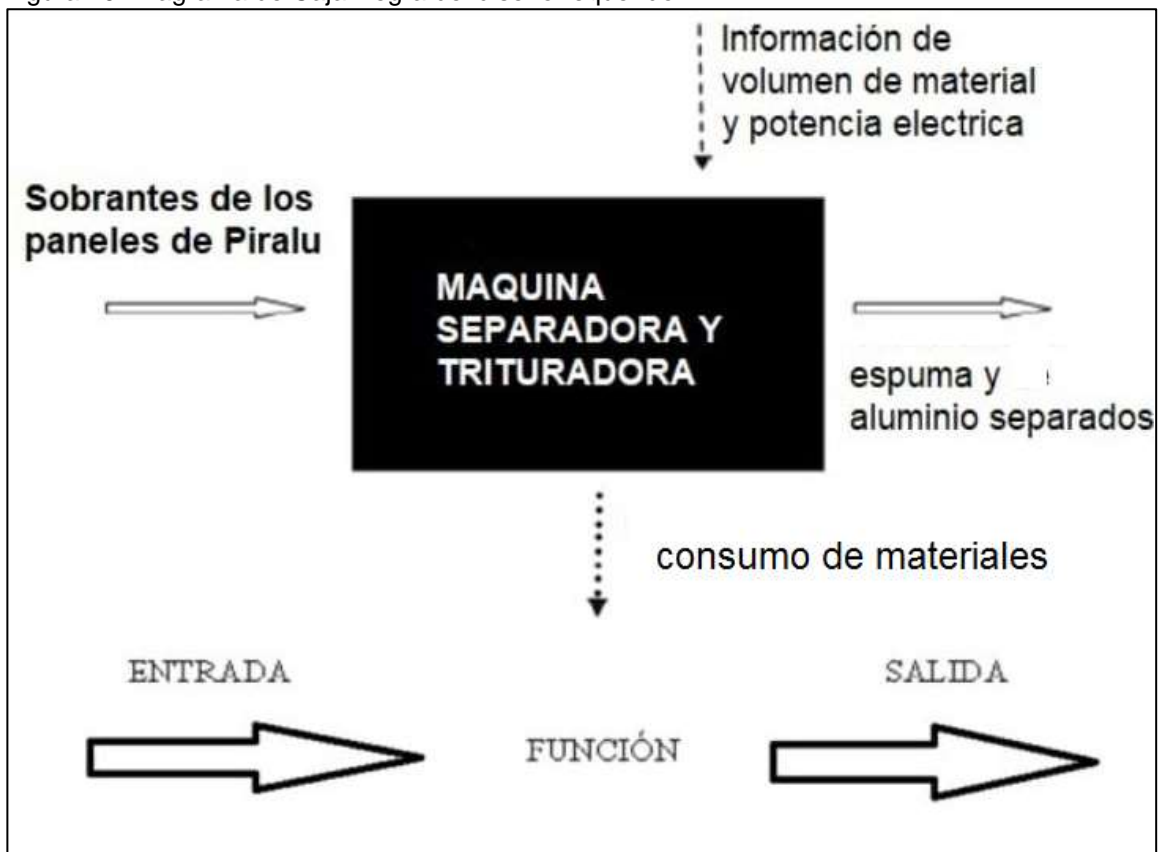 Información de
volumen de material
y potencia electrica
Sobrantes de los
paneles de Piralu
MAQUINA
SEPARADORA Y
TRITURADORA
espuma y
aluminio separados
consumo de materiales
ENTRADA
SALIDA
FUNCIÓN